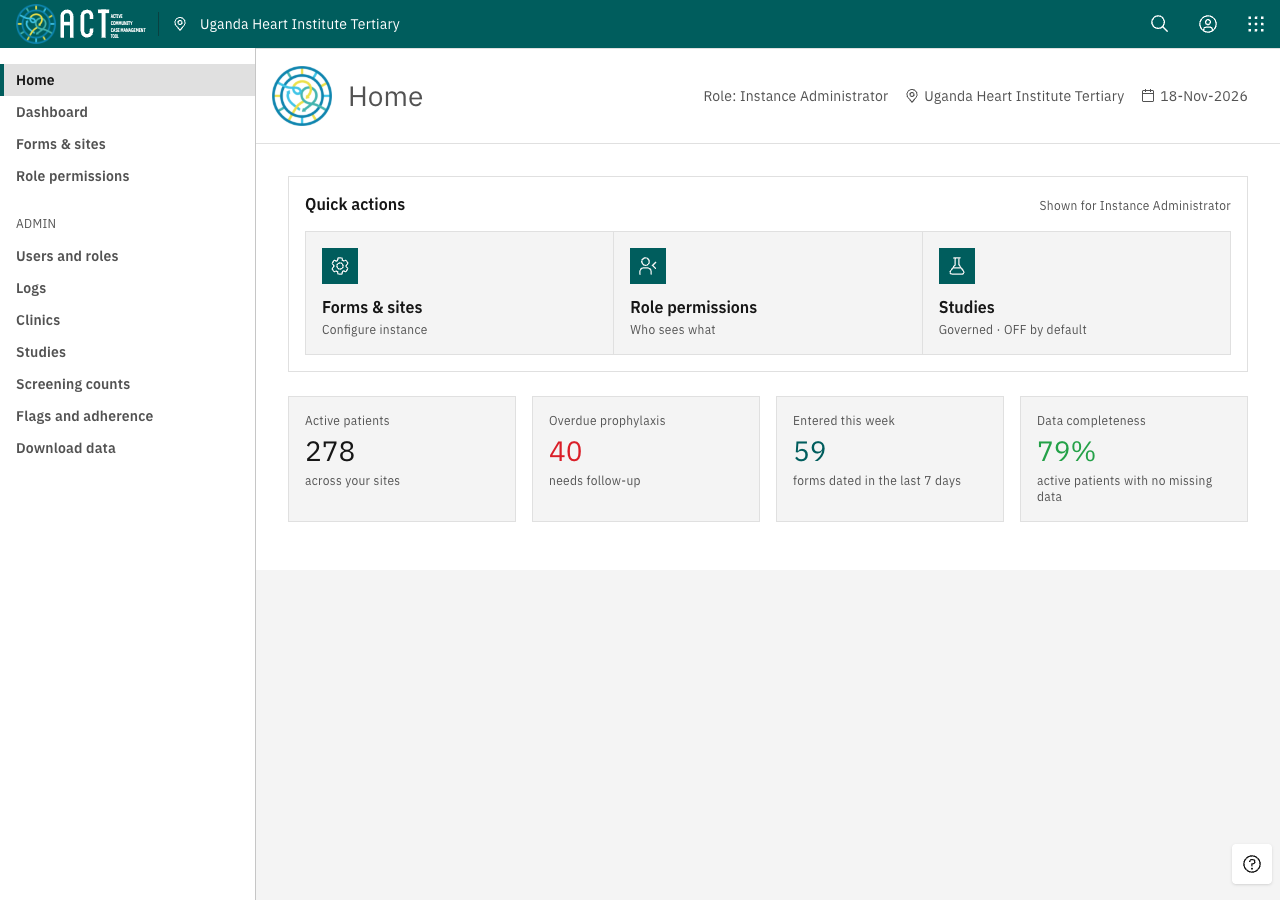 ACT
ACTIVE
COMMUNITY
CASE MANAGEMENT
TOOL
Uganda Heart Institute Tertiary
Home
Dashboard
Forms & sites
Role permissions
ADMIN
Users and roles
Logs
Clinics
Studies
Screening counts
Flags and adherence
Download data
Home
Role: Instance Administrator
Uganda Heart Institute Tertiary
18-Nov-2026
Quick actions
Shown for Instance Administrator
Forms & sites
Configure instance
Role permissions
Who sees what
Studies
Governed · OFF by default
Active patients
278
across your sites
Overdue prophylaxis
40
needs follow-up
Entered this week
59
forms dated in the last 7 days
Data completeness
79%
active patients with no missing
data